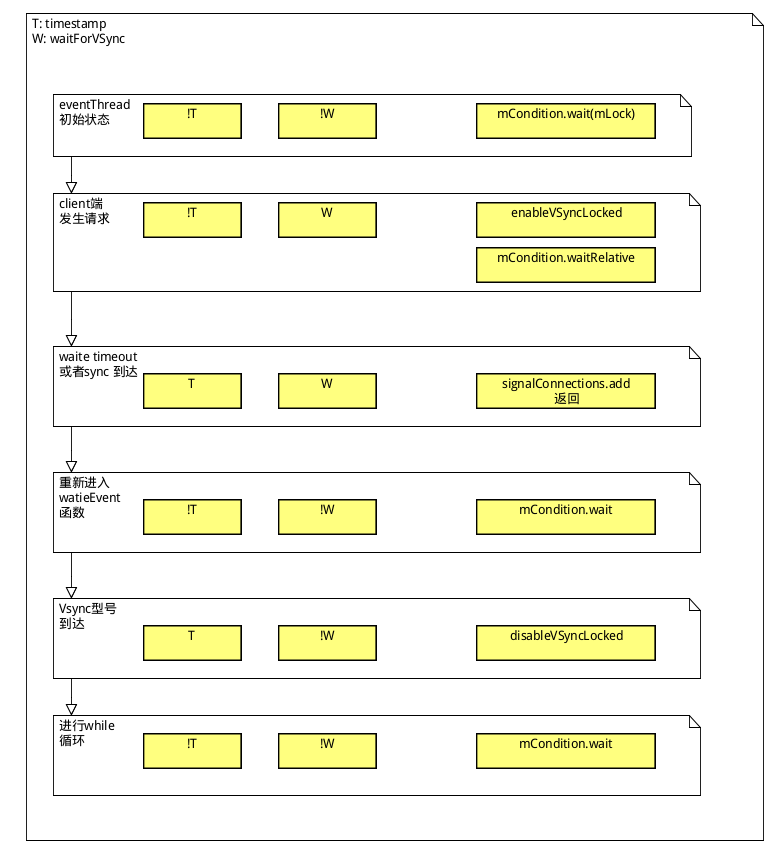 T: timestamp
W: waitForVSync
eventThread
初始状态
!T
!W
mCondition.wait(mLock)
client端
发生请求
!T
W
enableVSyncLocked
mCondition.waitRelative
waite timeout
或者sync 到达
T
W
signalConnections.add
返回
重新进入
watieEvent
函数
!T
!W
mCondition.wait
Vsync型号
到达
T
!W
disableVSyncLocked
进行while
循环
!T
!W
mCondition.wait